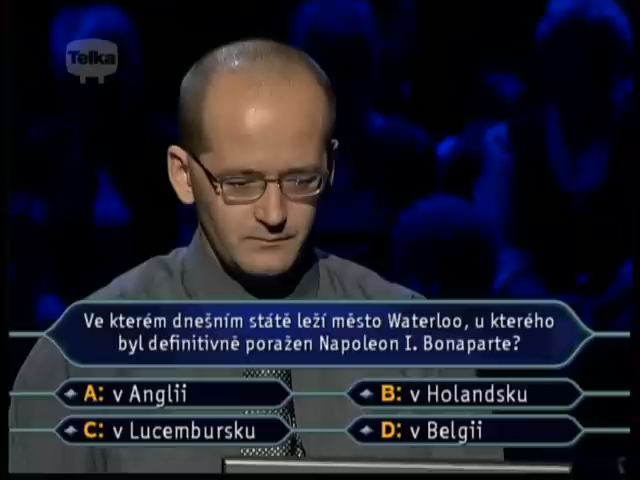 Telka
Ve kterém dnešním státě leží město Waterloo, u kterého
byl definitivně poražen Napoleon I. Bonaparte?
A: v Anglii
B: v Holandsku
C: v Lucembursku
D: v Belgii